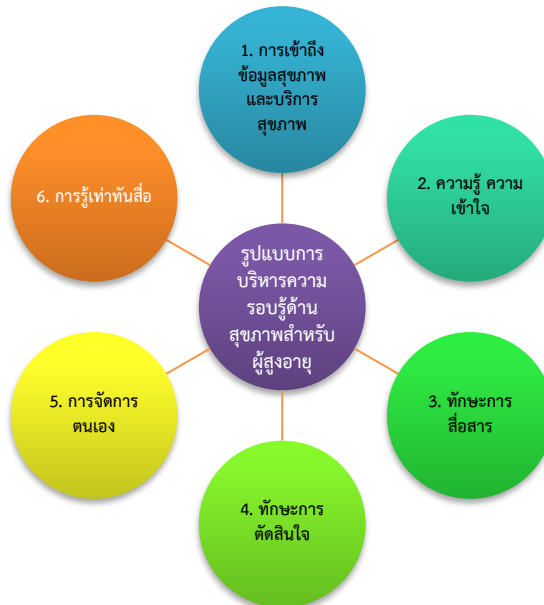 1. การเข้าถึง
ข้อมูลสุขภาพ
และบริการ
สุขภาพ
2. ความรู้ ความ
เข้าใจ
3. ทักษะการ
สื่อสาร
4. ทักษะการ
ตัดสินใจ
5. การจัดการ
ตนเอง
6. การรู้เท่าทันสื่อ
รูปแบบการ
บริหารความ
รอบรู้ด้าน
สุขภาพสำหรับ
ผู้สูงอายุ